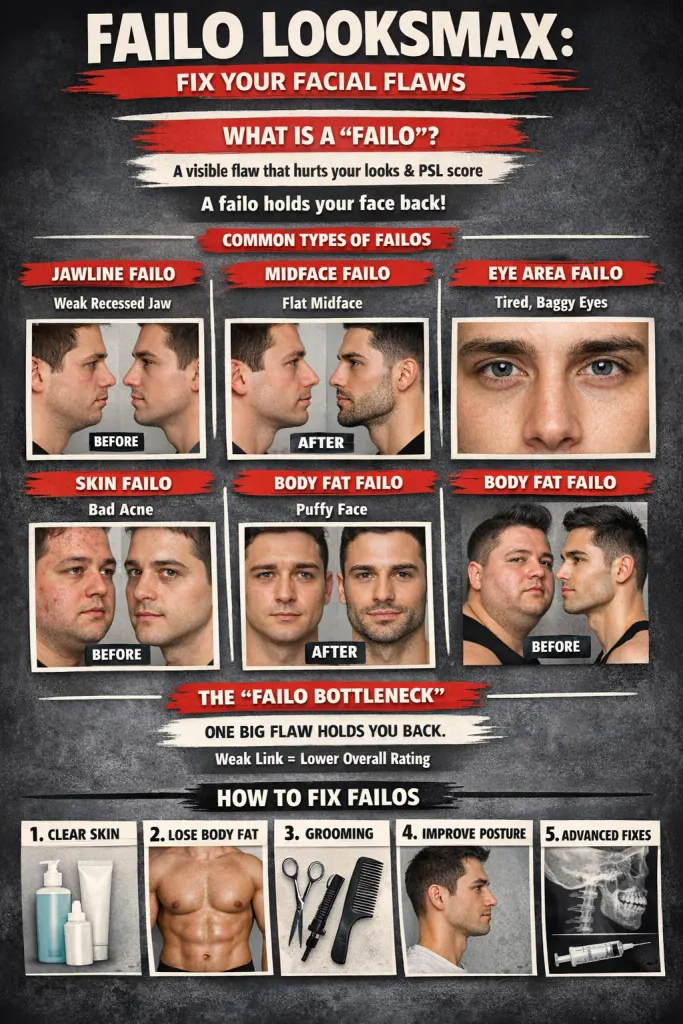 FAILO LOOKSMAX:
FIX YOUR FACIAL FLAWS
WHAT IS A “FAILO”?
A visible flaw that hurts your looks & PSL score
A failo holds your face back!
COMMON TYPES OF FAILOS
JAWLINE FAILO
Weak Recessed Jaw
BEFORE
MIDFACE FAILO
Flat Midface
AFTER
EYE AREA FAILO
Tired, Baggy Eyes
SKIN FAILO
Bad Acne
BEFORE
BODY FAT FAILO
Puffy Face
AFTER
BODY FAT FAILO
BEFORE
THE “FAILO BOTTLENECK”
ONE BIG FLAW HOLDS YOU BACK.
Weak Link = Lower Overall Rating
HOW TO FIX FAILOS
1. CLEAR SKIN
2. LOSE BODY FAT
3. GROOMING
4. IMPROVE POSTURE
5. ADVANCED FIXES